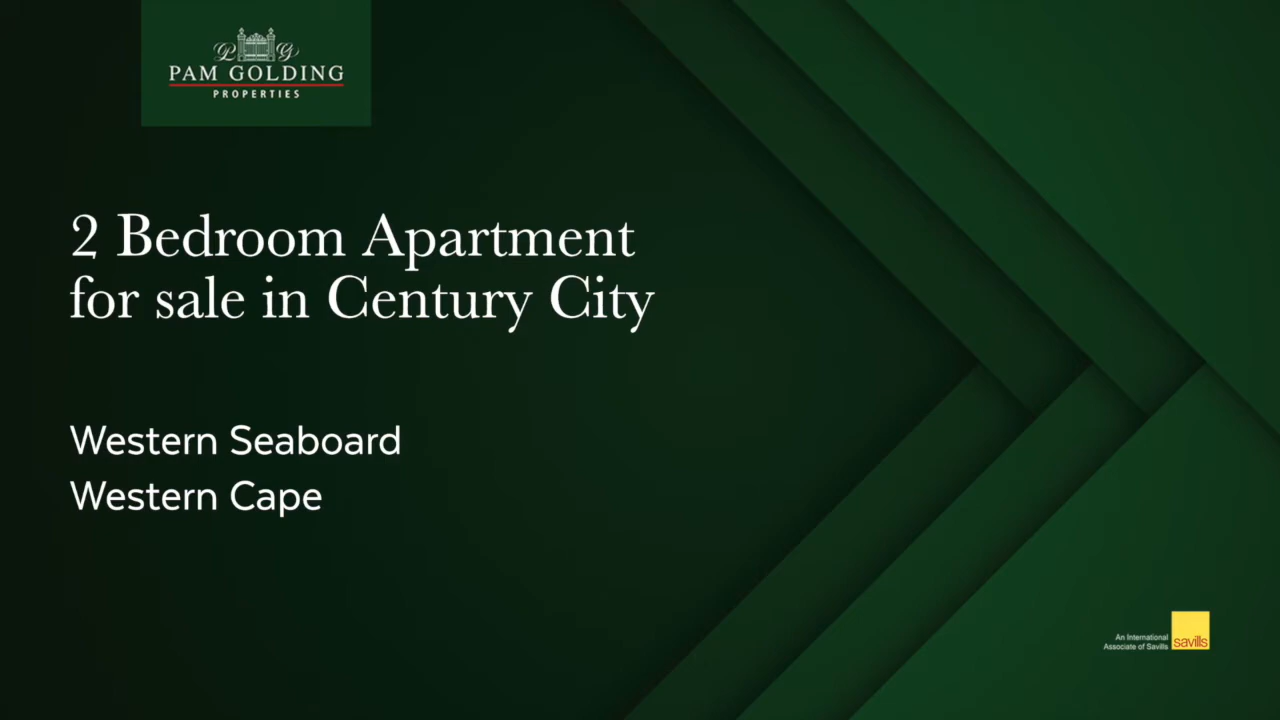 PAM GOLDING
PROPERTIES
2 Bedroom Apartment
for sale in Century City
Western Seaboard
Western Cape
An International
Associate of Savills
savills